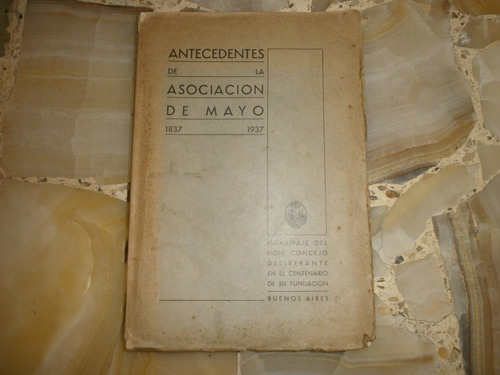 ANTECEDENTES
DE LA
ASOCIACION
DE MAYO
1837 1937
HOMENAJE DEL
HON. CONCEJO
DELIBERANTE
EN EL CENTENARIO
DE SU FUNDACION
BUENOS AIRES